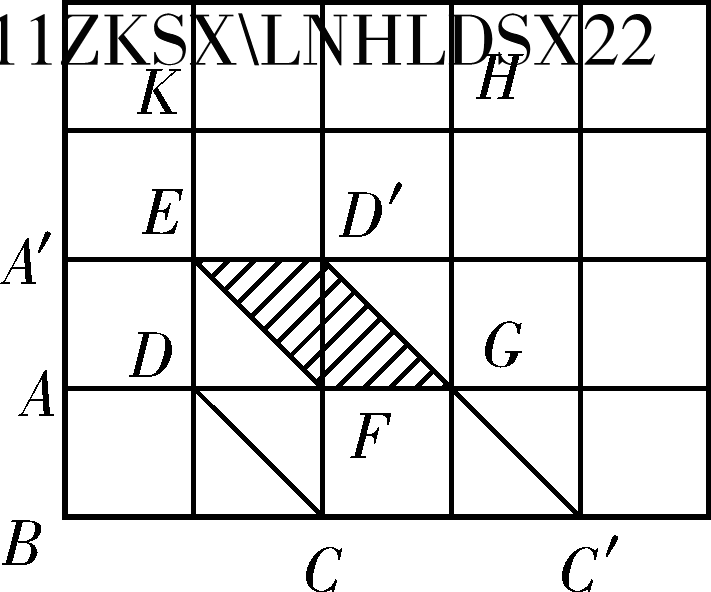 11ZKSX\LNHLDSX22
K H
E D′
A′
D G
A
F
B
C C′